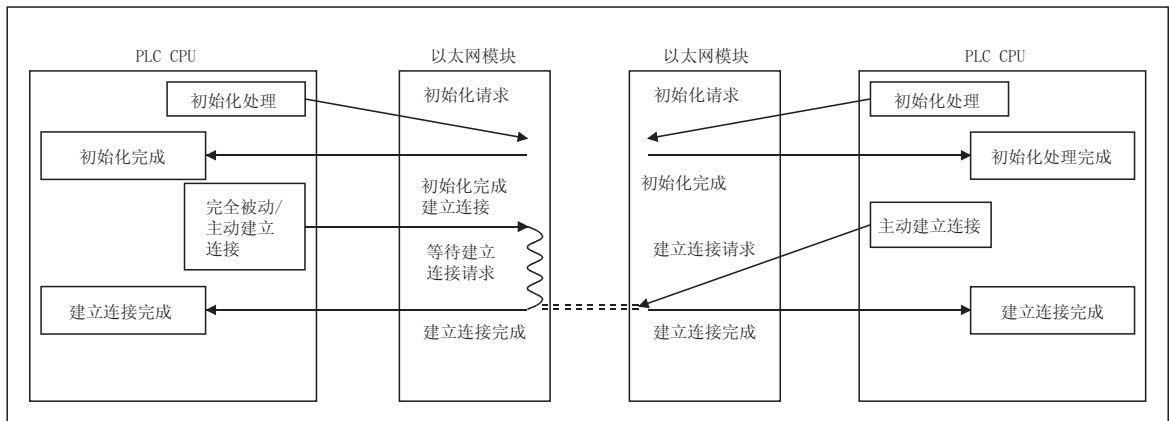 PLC CPU
以太网模块
以太网模块
PLC CPU
初始化处理
初始化请求
初始化请求
初始化处理
初始化完成
初始化处理完成
初始化完成
建立连接
初始化完成
完全被动/
主动建立
连接
主动建立连接
等待建立
连接请求
建立连接请求
建立连接完成
建立连接完成
建立连接完成
建立连接完成